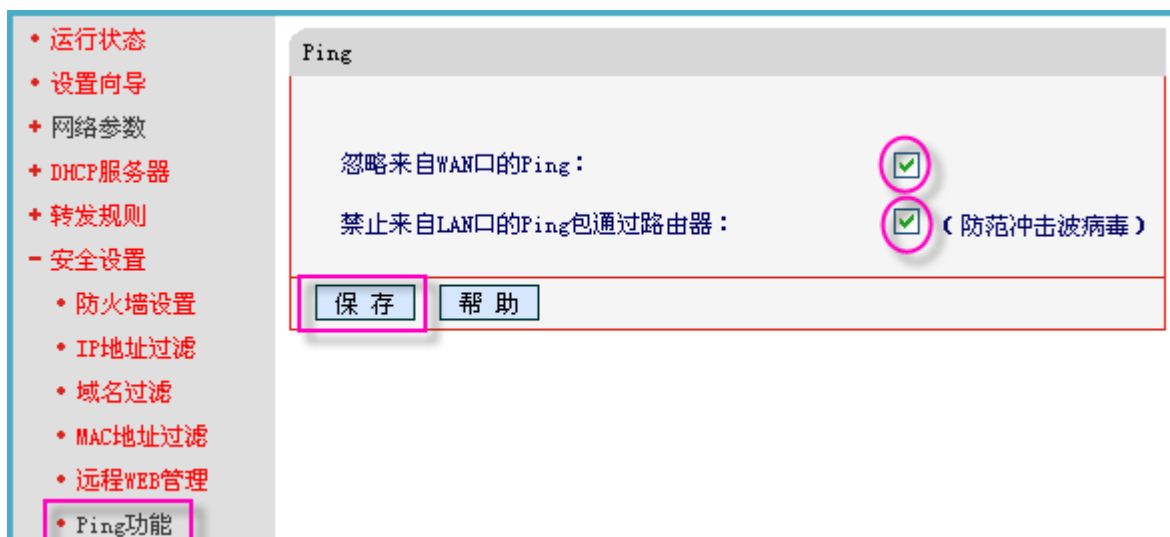 运行状态
设置向导
网络参数
DHCP服务器
转发规则
安全设置
防火墙设置
IP地址过滤
域名过滤
MAC地址过滤
远程WEB管理
Ping功能
Ping
忽略来自WAN口的Ping：
禁止来自LAN口的Ping包通过路由器： （防范冲击波病毒）
保 存 帮 助